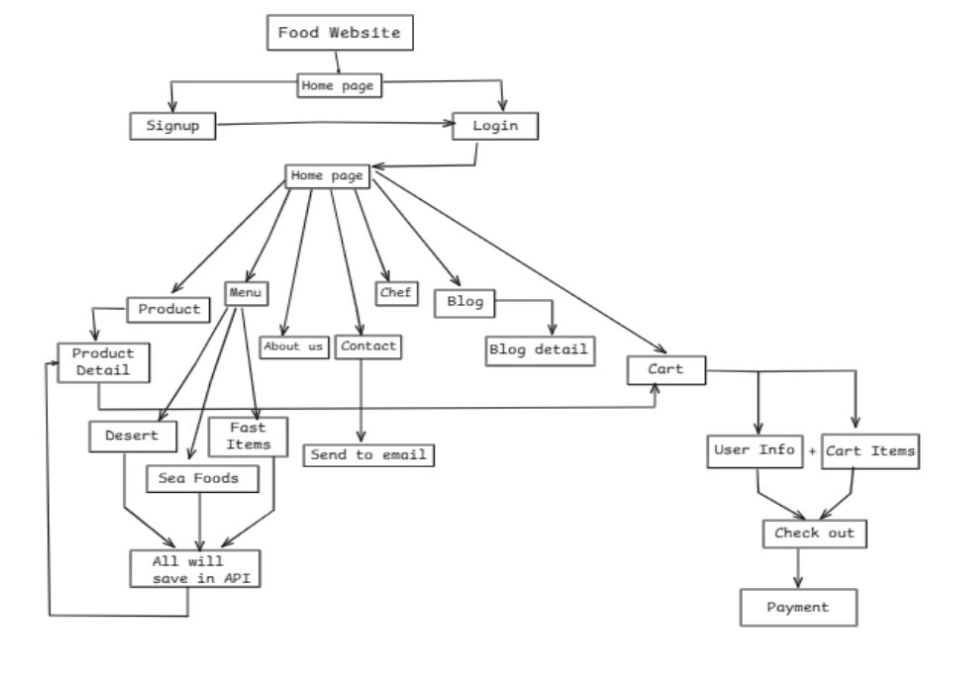 Food Website
Home page
Signup
Login
Home page
Product
Menu
Chef
Blog
About us
Contact
Blog detail
Product
Detail
Cart
Desert
Fast
Items
Send to email
User Info + Cart Items
Sea Foods
Check out
All will
save in API
Payment